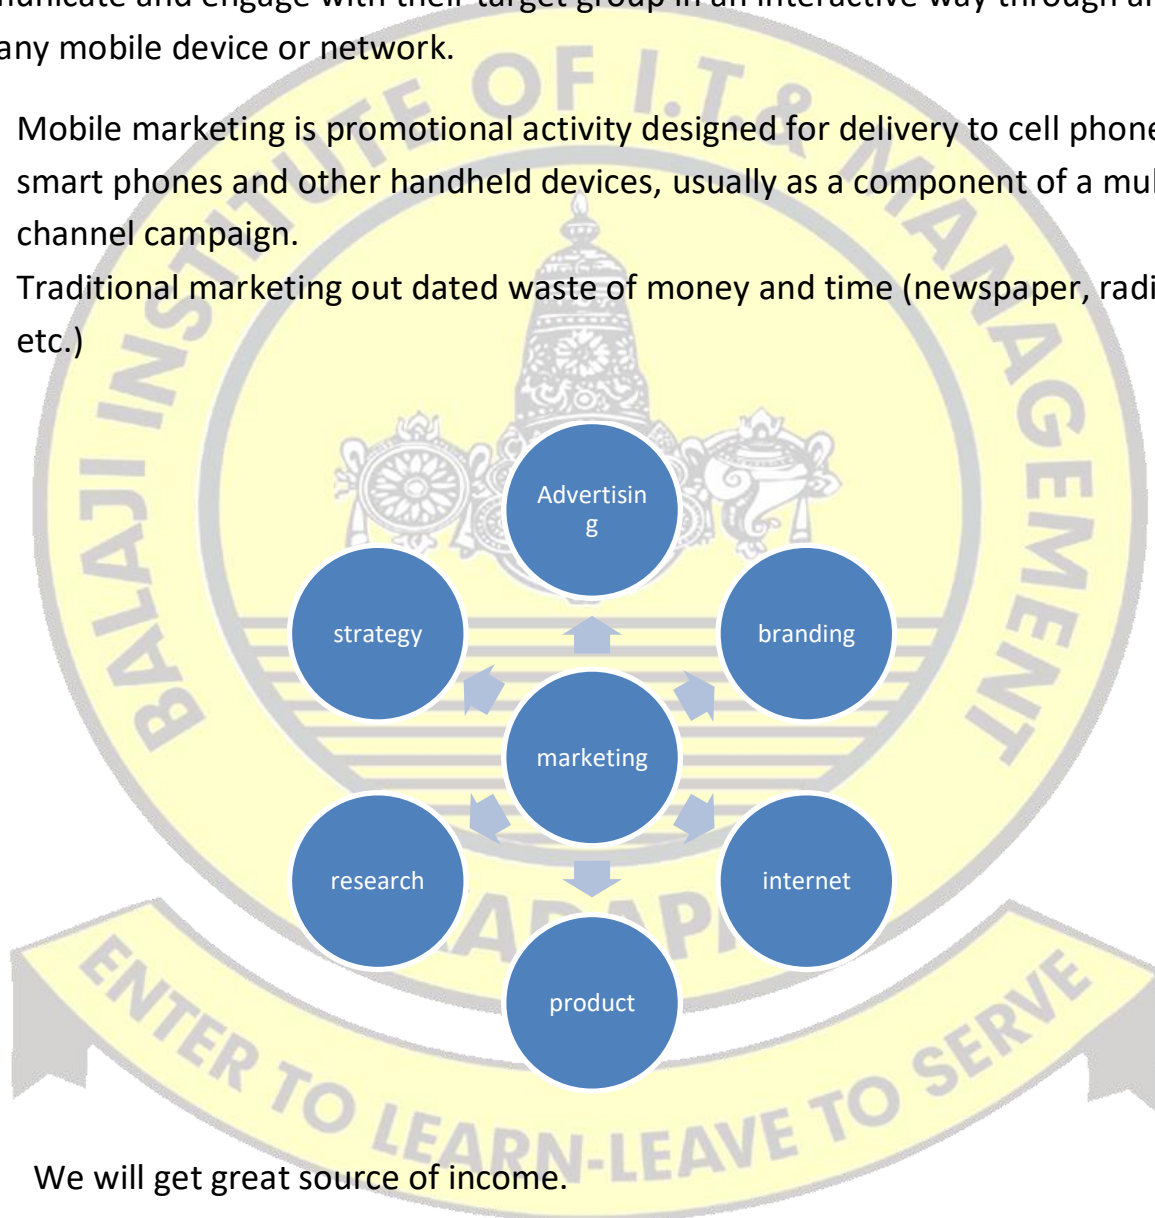 any mobile device or network.
Mobile marketing is promotional activity designed for delivery to cell phone
smart phones and other handheld devices, usually as a component of a
channel campaign.
Traditional marketing out dated waste of money and time (newspaper,
etc.)
Advertisin
g
strategy
branding
marketing
research
internet
product
We will get great source of income.
BALAJI INSTITUTE OF I.T.& MANAGEMENT
ENTER TO LEARN-LEAVE TO SERVE